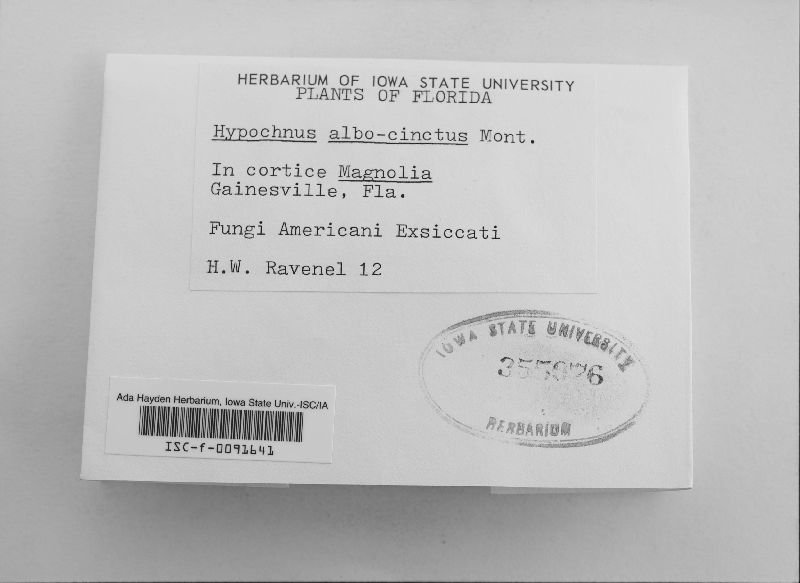 HERBARIUM OF IOWA STATE UNIVERSITY
PLANTS OF FLORIDA
Hypochnus albo-cinctus Mont.
In cortice Magnolia
Gainesville, Fla.
Fungi Americani Exsiccati
H.W. Ravenel 12
IOWA STATE UNIVERSITY
355976
HERBARIUM
Ada Hayden Herbarium, Iowa State Univ.-ISC/IA
ISC-f-0091641